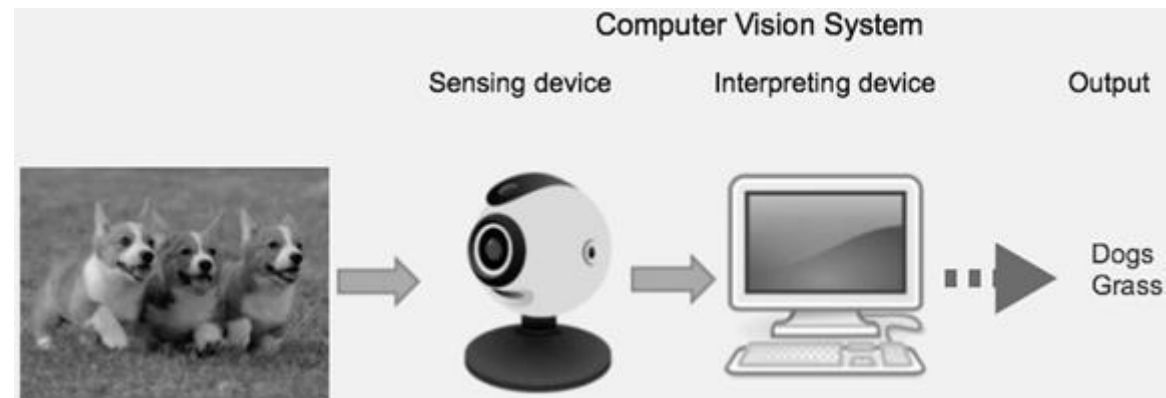 Computer Vision System
Sensing device Interpreting device Output
Dogs
Grass